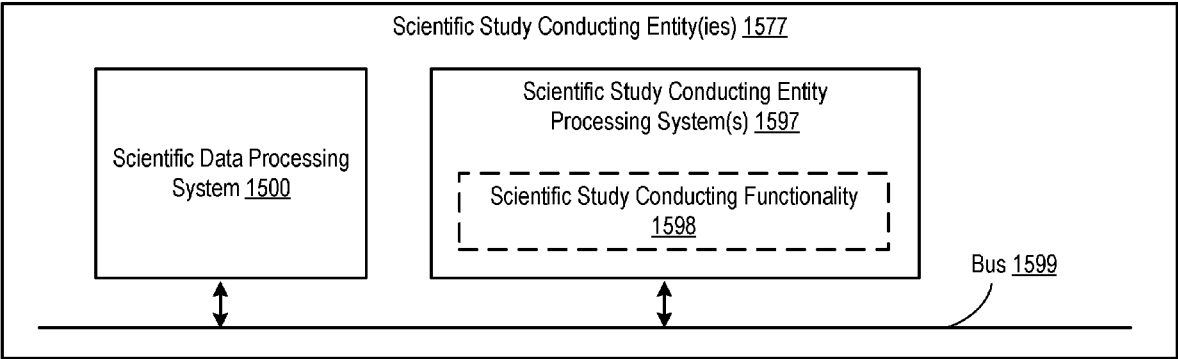 Scientific Study Conducting Entity(ies) 1577
Scientific Data Processing
System 1500
Scientific Study Conducting Entity
Processing System(s) 1597
Scientific Study Conducting Functionality
1598
Bus 1599